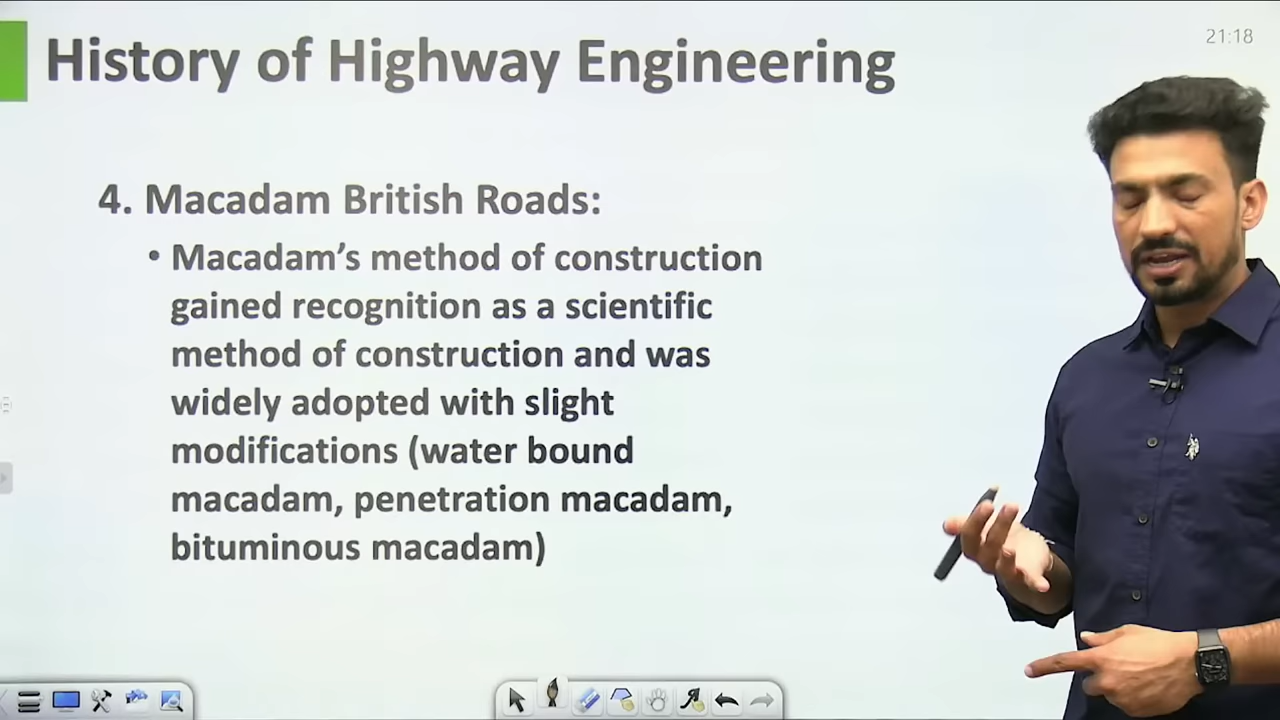 21:18
History of Highway Engineering
4. Macadam British Roads:
• Macadam’s method of construction
gained recognition as a scientific
method of construction and was
widely adopted with slight
modifications (water bound
macadam, penetration macadam,
bituminous macadam)